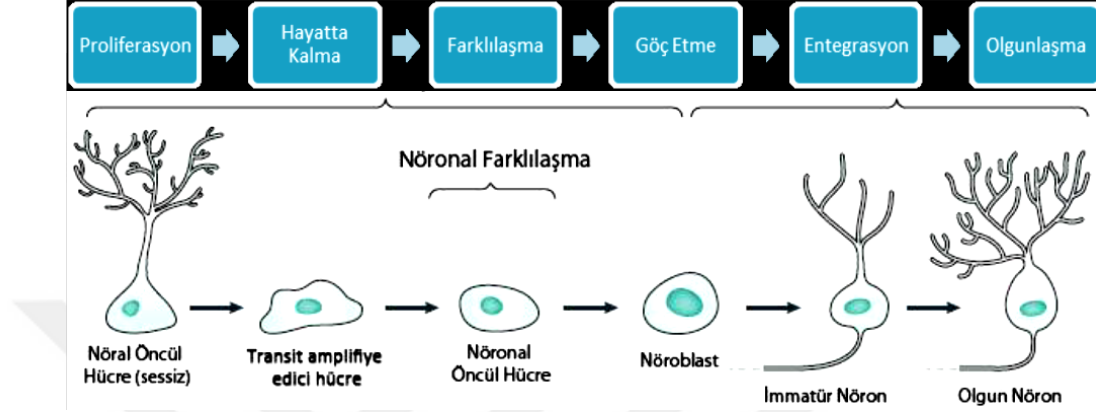 Proliferasyon
Hayatta
Kalma
Farklılaşma
Göç Etme
Entegrasyon
Olgunlaşma
Nöronal Farklılaşma
Nöral Öncül
Hücre (sessiz)
Transit amplifiye
edici hücre
Nöronal
Öncül Hücre
Nöroblast
İmmatür Nöron
Olgun Nöron